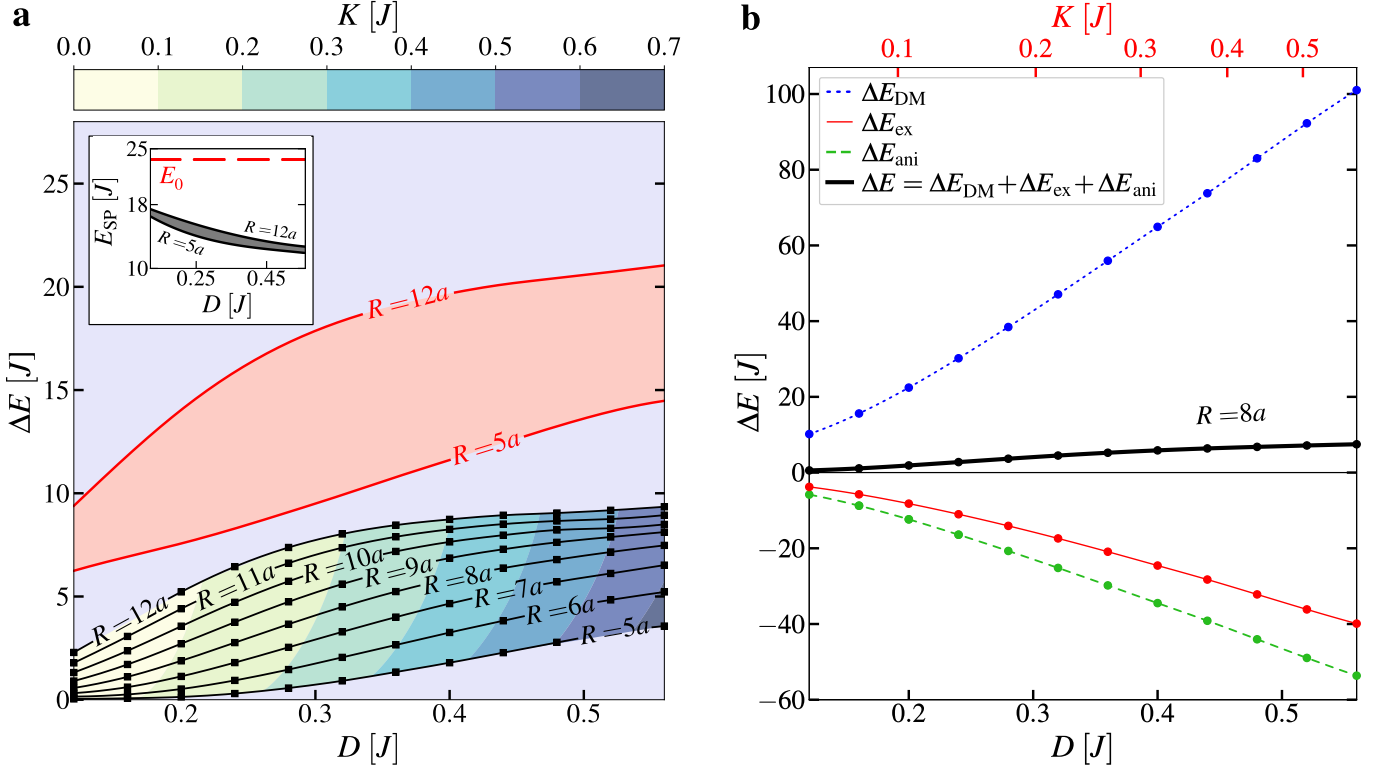 a
K [J]
0.0 0.1 0.2 0.3 0.4 0.5 0.6 0.7
25
18
10
E_SP [J]
E_0
R=12a
R=5a
0.25 0.45
D [J]
25
20
15
10
5
0
ΔE [J]
R=12a
R=5a
R=12a
R=11a
R=10a
R=9a
R=8a
R=7a
R=6a
R=5a
0.2 0.3 0.4 0.5
D [J]
b
K [J]
0.1 0.2 0.3 0.4 0.5
ΔE_DM
ΔE_ex
ΔE_ani
ΔE = ΔE_DM + ΔE_ex + ΔE_ani
100
80
60
40
20
0
−20
−40
−60
ΔE [J]
R=8a
0.2 0.3 0.4 0.5
D [J]